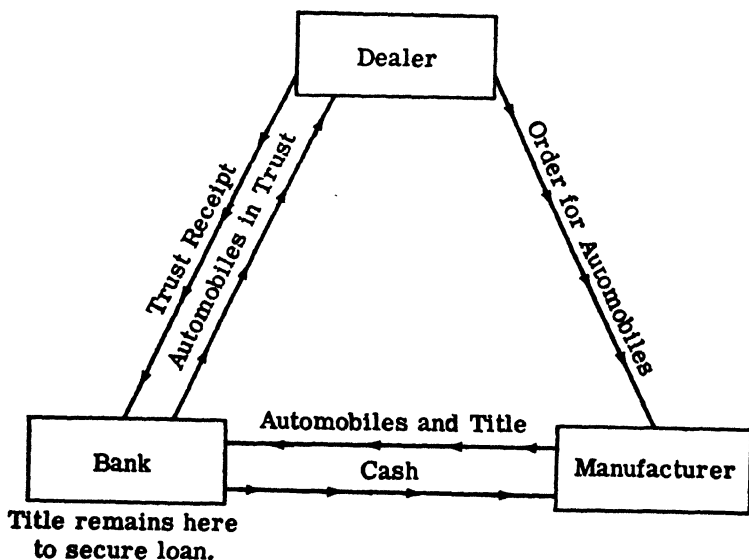 Dealer
Trust Receipt
Automobiles in Trust
Order for Automobiles
Automobiles and Title
Bank
Cash
Manufacturer
Title remains here
to secure loan.